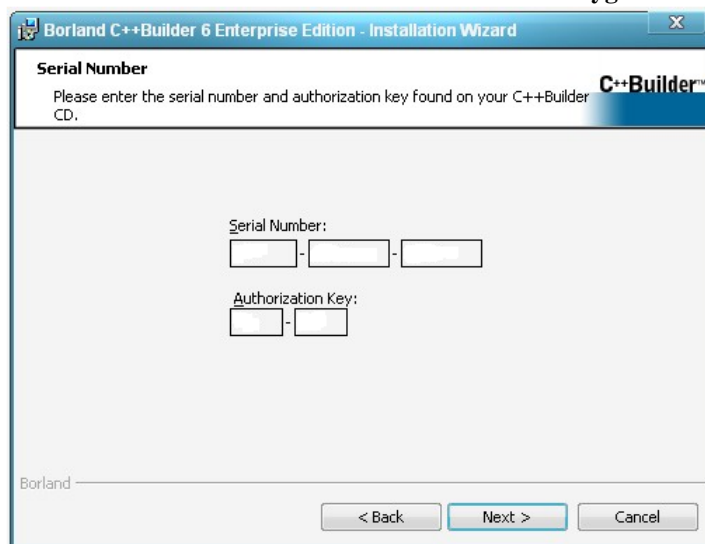 Borland C++Builder 6 Enterprise Edition - Installation Wizard
Serial Number
Please enter the serial number and authorization key found on your C++Builder
CD.
C++Builder™
Serial Number:
- -
Authorization Key:
-
Borland
< Back Next > Cancel